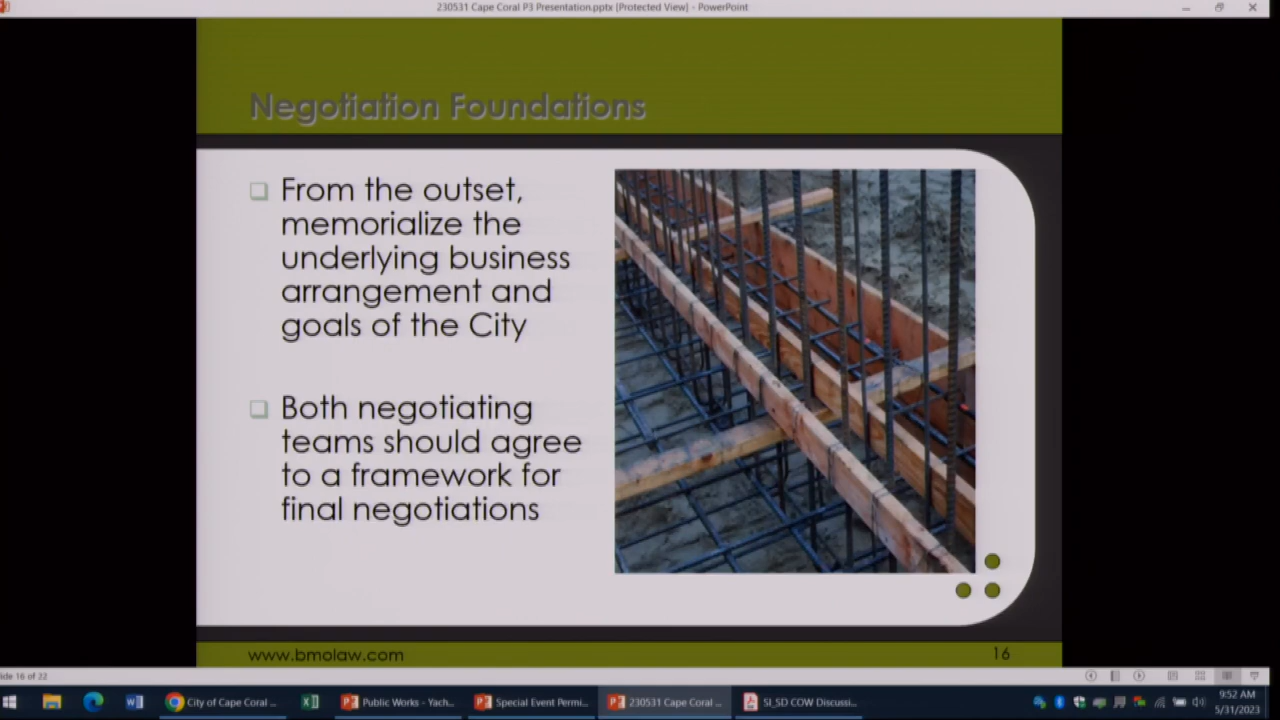 230531 Cape Coral P3 Presentation.pptx [Protected View] - PowerPoint
Negotiation Foundations
From the outset,
memorialize the
underlying business
arrangement and
goals of the City
Both negotiating
teams should agree
to a framework for
final negotiations
www.bmolaw.com
16
lide 16 of 22
City of Cape Coral ...
Public Works - Yach...
Special Event Permi...
230531 Cape Coral ...
SI_SD COW Discussi...
9:52 AM
5/31/2023